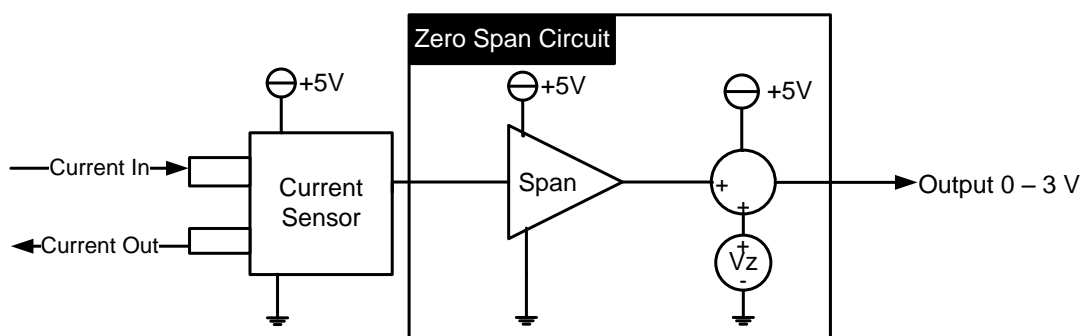 Zero Span Circuit
+5V
+5V
+5V
Current In
Current
Sensor
Span
+
+
Output 0 – 3 V
Current Out
+
Vz
-